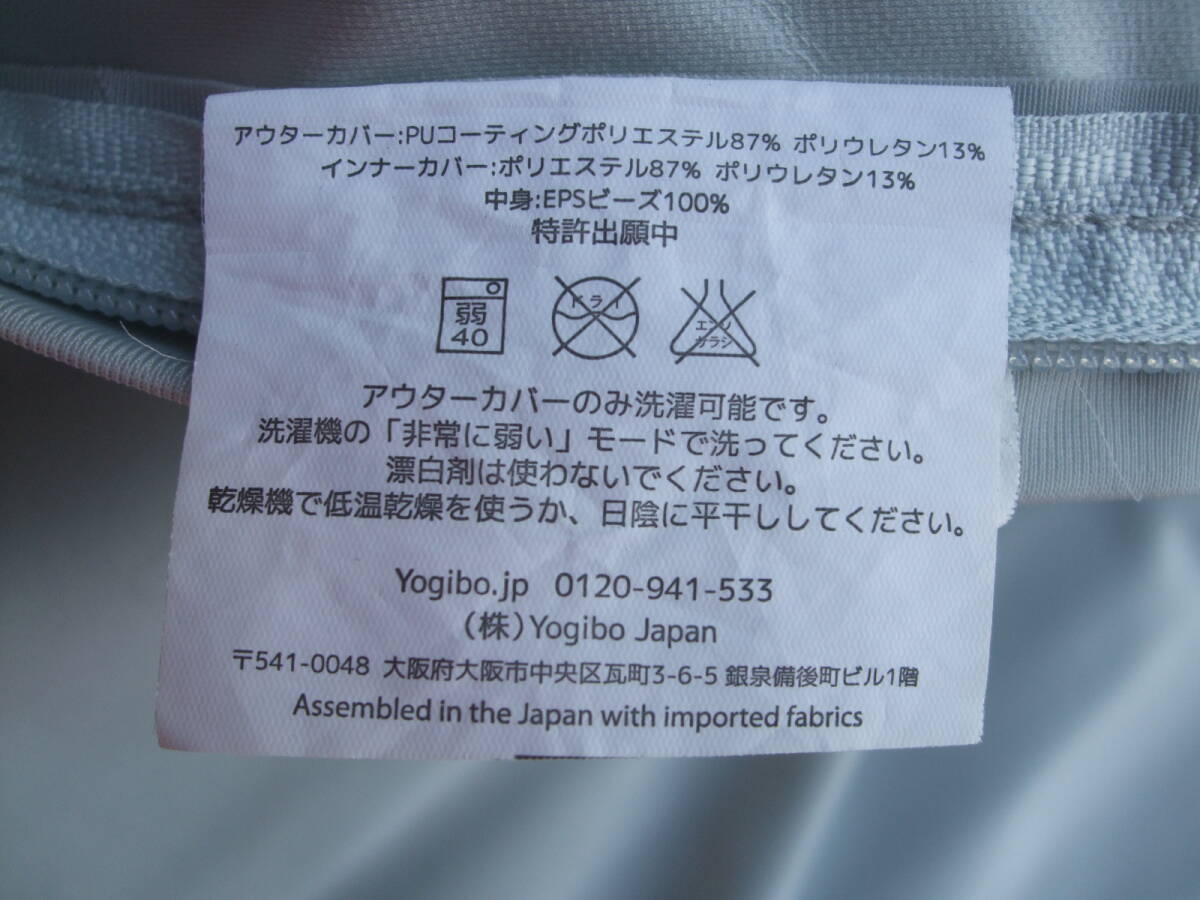 アウターカバー:PUコーティングポリエステル87% ポリウレタン13%
インナーカバー:ポリエステル87% ポリウレタン13%
中身:EPSビーズ100%
特許出願中
弱
40
ドライ
エンソ
カラシ
アウターカバーのみ洗濯可能です。
洗濯機の「非常に弱い」モードで洗ってください。
漂白剤は使わないでください。
乾燥機で低温乾燥を使うか、日陰に平干ししてください。
Yogibo.jp 0120-941-533
(株)Yogibo Japan
〒541-0048 大阪府大阪市中央区瓦町3-6-5 銀泉備後町ビル1階
Assembled in the Japan with imported fabrics